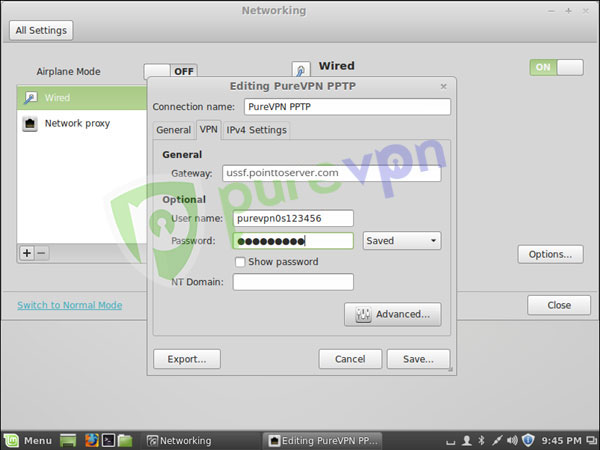 Networking
All Settings
Airplane Mode
OFF
Wired
ON
Wired
Network proxy
Editing PureVPN PPTP
Connection name: PureVPN PPTP
General VPN IPv4 Settings
General
Gateway: ussf.pointtoserver.com
Optional
User name: purevpn0s123456
Password: ●●●●●●●●● Saved
Show password
NT Domain:
Advanced...
Export... Cancel Save...
purevpn
Options...
Switch to Normal Mode
Close
Menu Networking Editing PureVPN PP... 9:45 PM